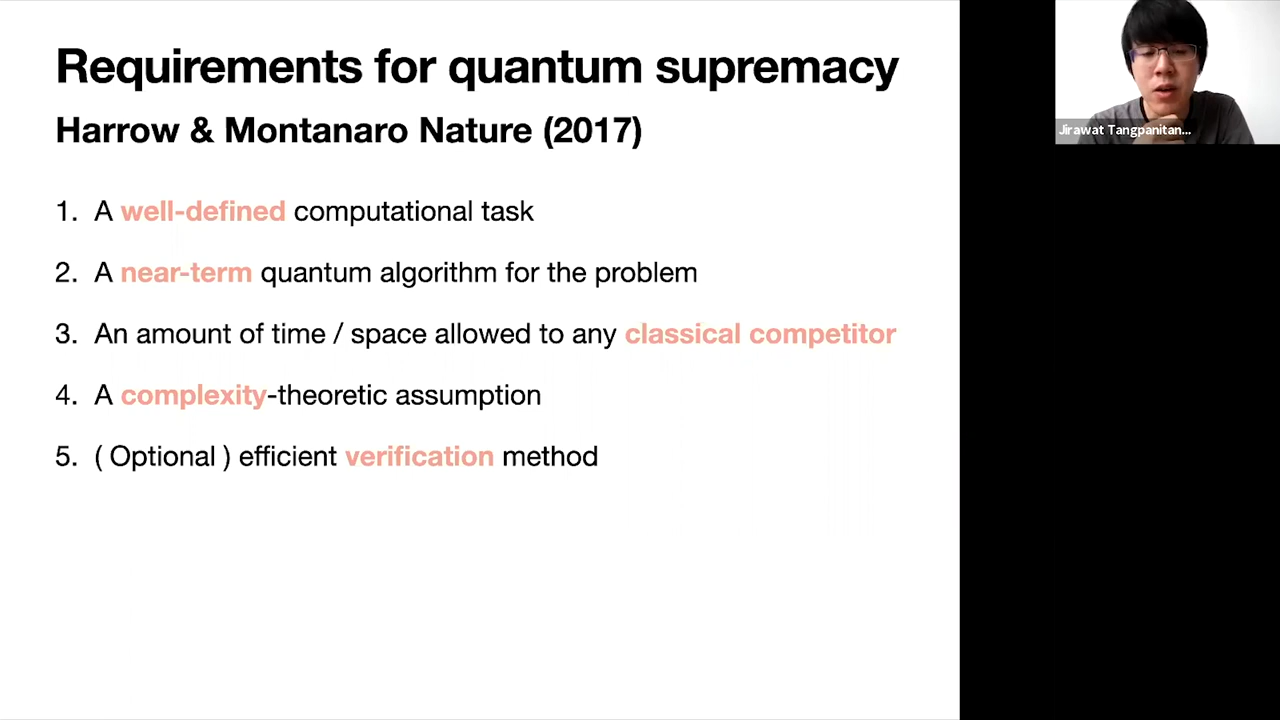 Requirements for quantum supremacy
Harrow & Montanaro Nature (2017)
1. A well-defined computational task
2. A near-term quantum algorithm for the problem
3. An amount of time / space allowed to any classical competitor
4. A complexity-theoretic assumption
5. ( Optional ) efficient verification method
Jirawat Tangpanitan...